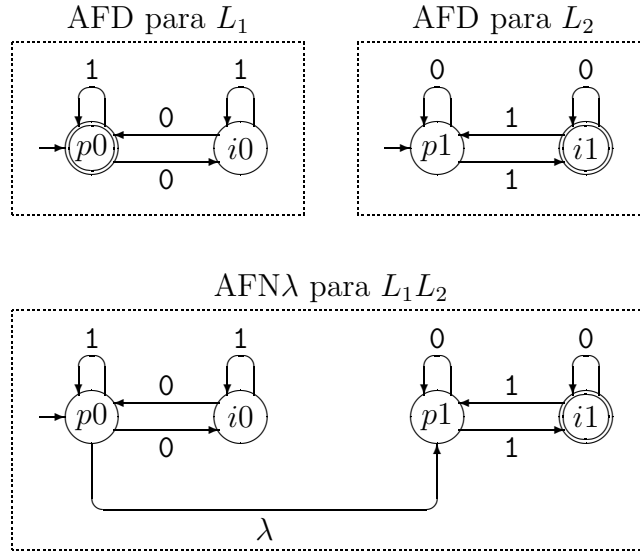 AFD para L₁ AFD para L₂
1 1 0 0
0 1
p0 i0 p1 i1
0 1
AFNλ para L₁L₂
1 1 0 0
0 1
p0 i0 p1 i1
0 1
λ